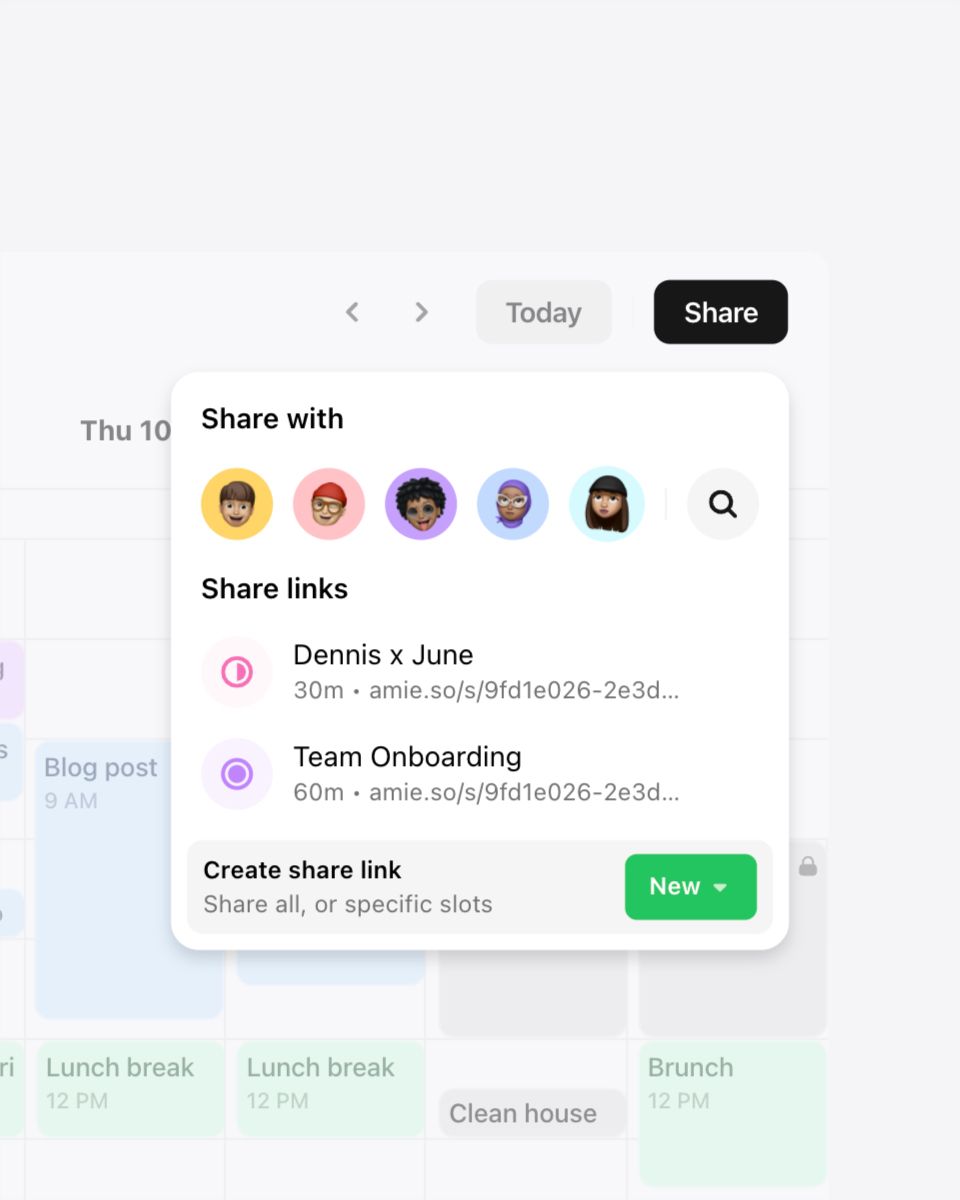 Today
Share
Thu 10
Share with
Share links
Dennis x June
30m • amie.so/s/9fd1e026-2e3d...
Team Onboarding
60m • amie.so/s/9fd1e026-2e3d...
Blog post
9 AM
Create share link
Share all, or specific slots
New
Lunch break
12 PM
Lunch break
12 PM
Clean house
Brunch
12 PM